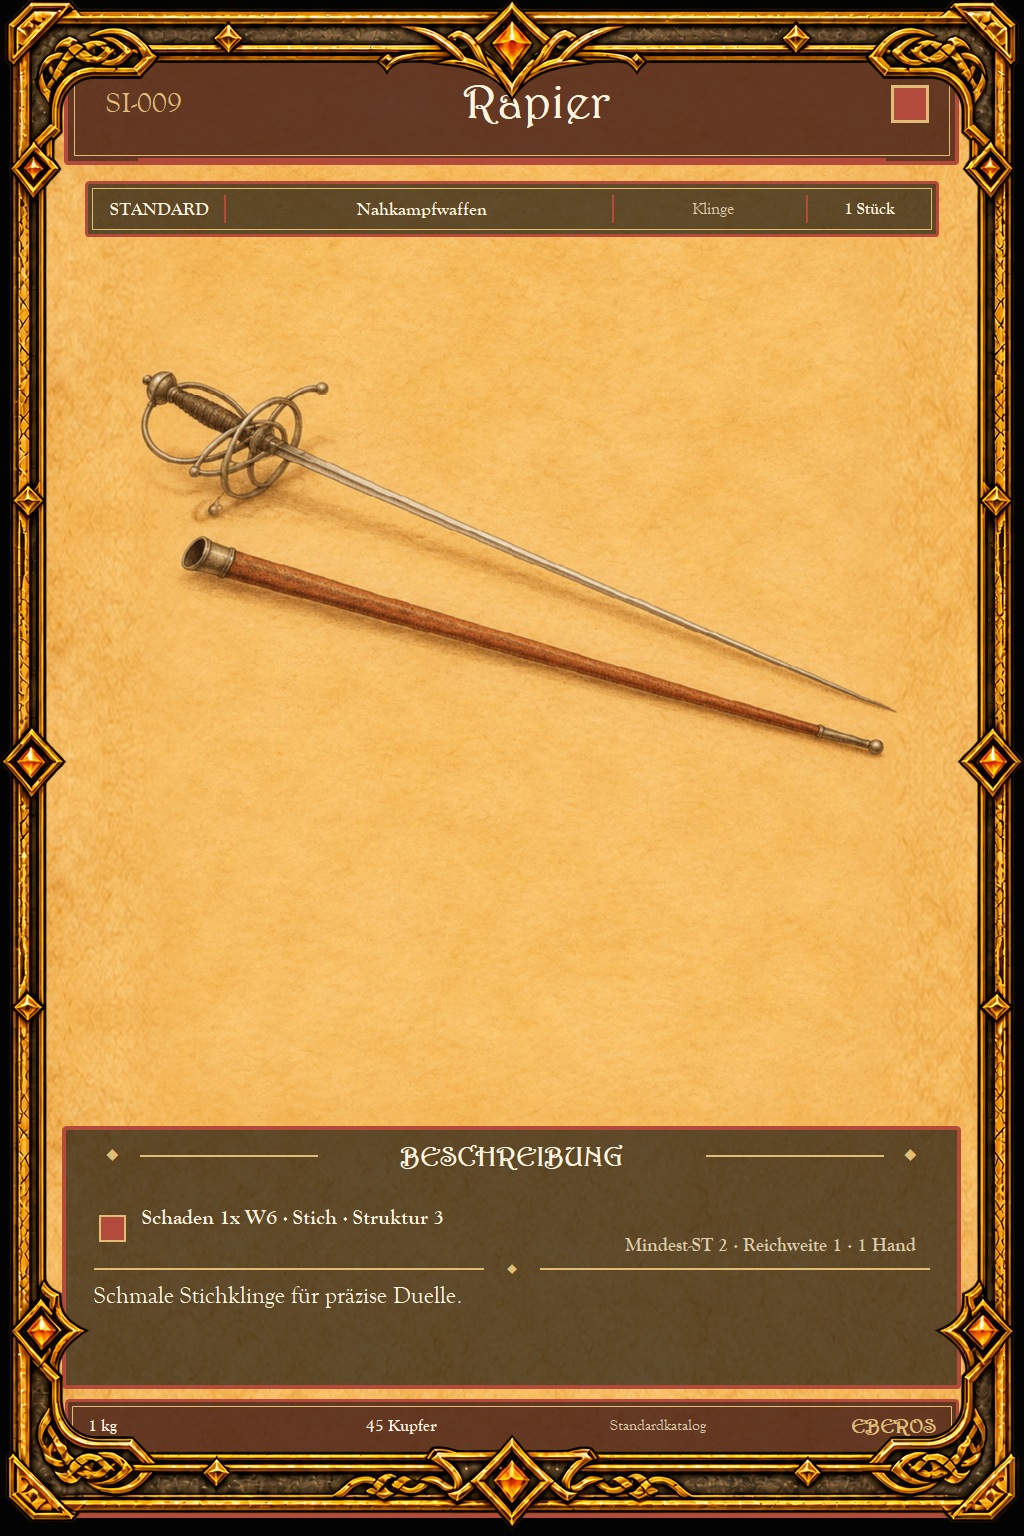 SI-009
Rapier
STANDARD
Nahkampfwaffen
Klinge
1 Stück
BESCHREIBUNG
Schaden 1x W6 · Stich · Struktur 3
Mindest-ST 2 · Reichweite 1 · 1 Hand
Schmale Stichklinge für präzise Duelle.
1 kg
45 Kupfer
Standardkatalog
EBEROS